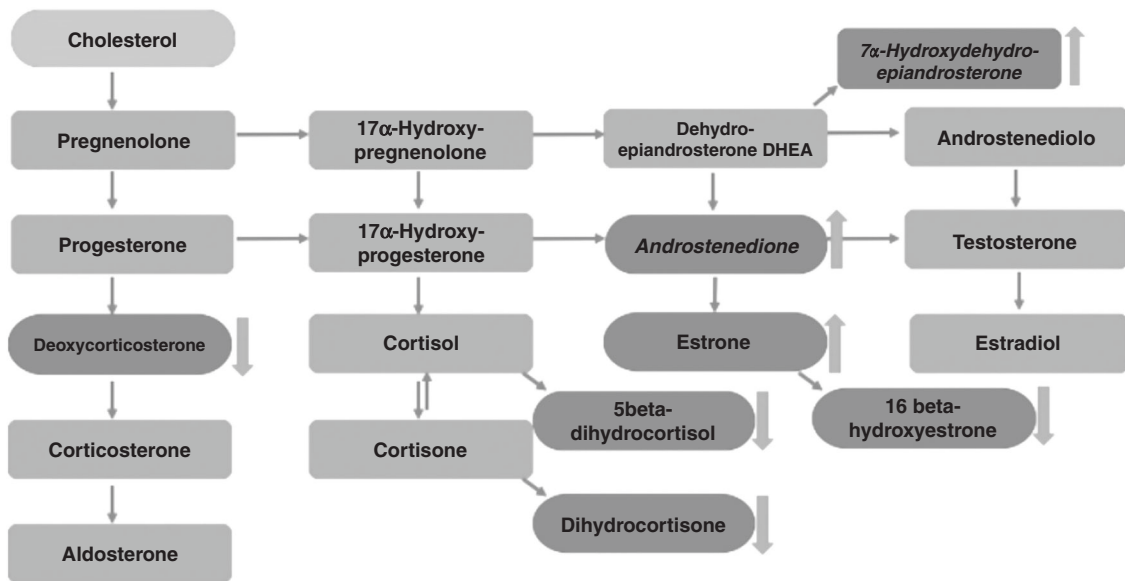 Cholesterol
7α-Hydroxydehydro-
epiandrosterone
Pregnenolone
17α-Hydroxy-
pregnenolone
Dehydro-
epiandrosterone DHEA
Androstenediolo
Progesterone
17α-Hydroxy-
progesterone
Androstenedione
Testosterone
Deoxycorticosterone
Cortisol
Estrone
Estradiol
5beta-
dihydrocortisol
16 beta-
hydroxyestrone
Corticosterone
Cortisone
Dihydrocortisone
Aldosterone